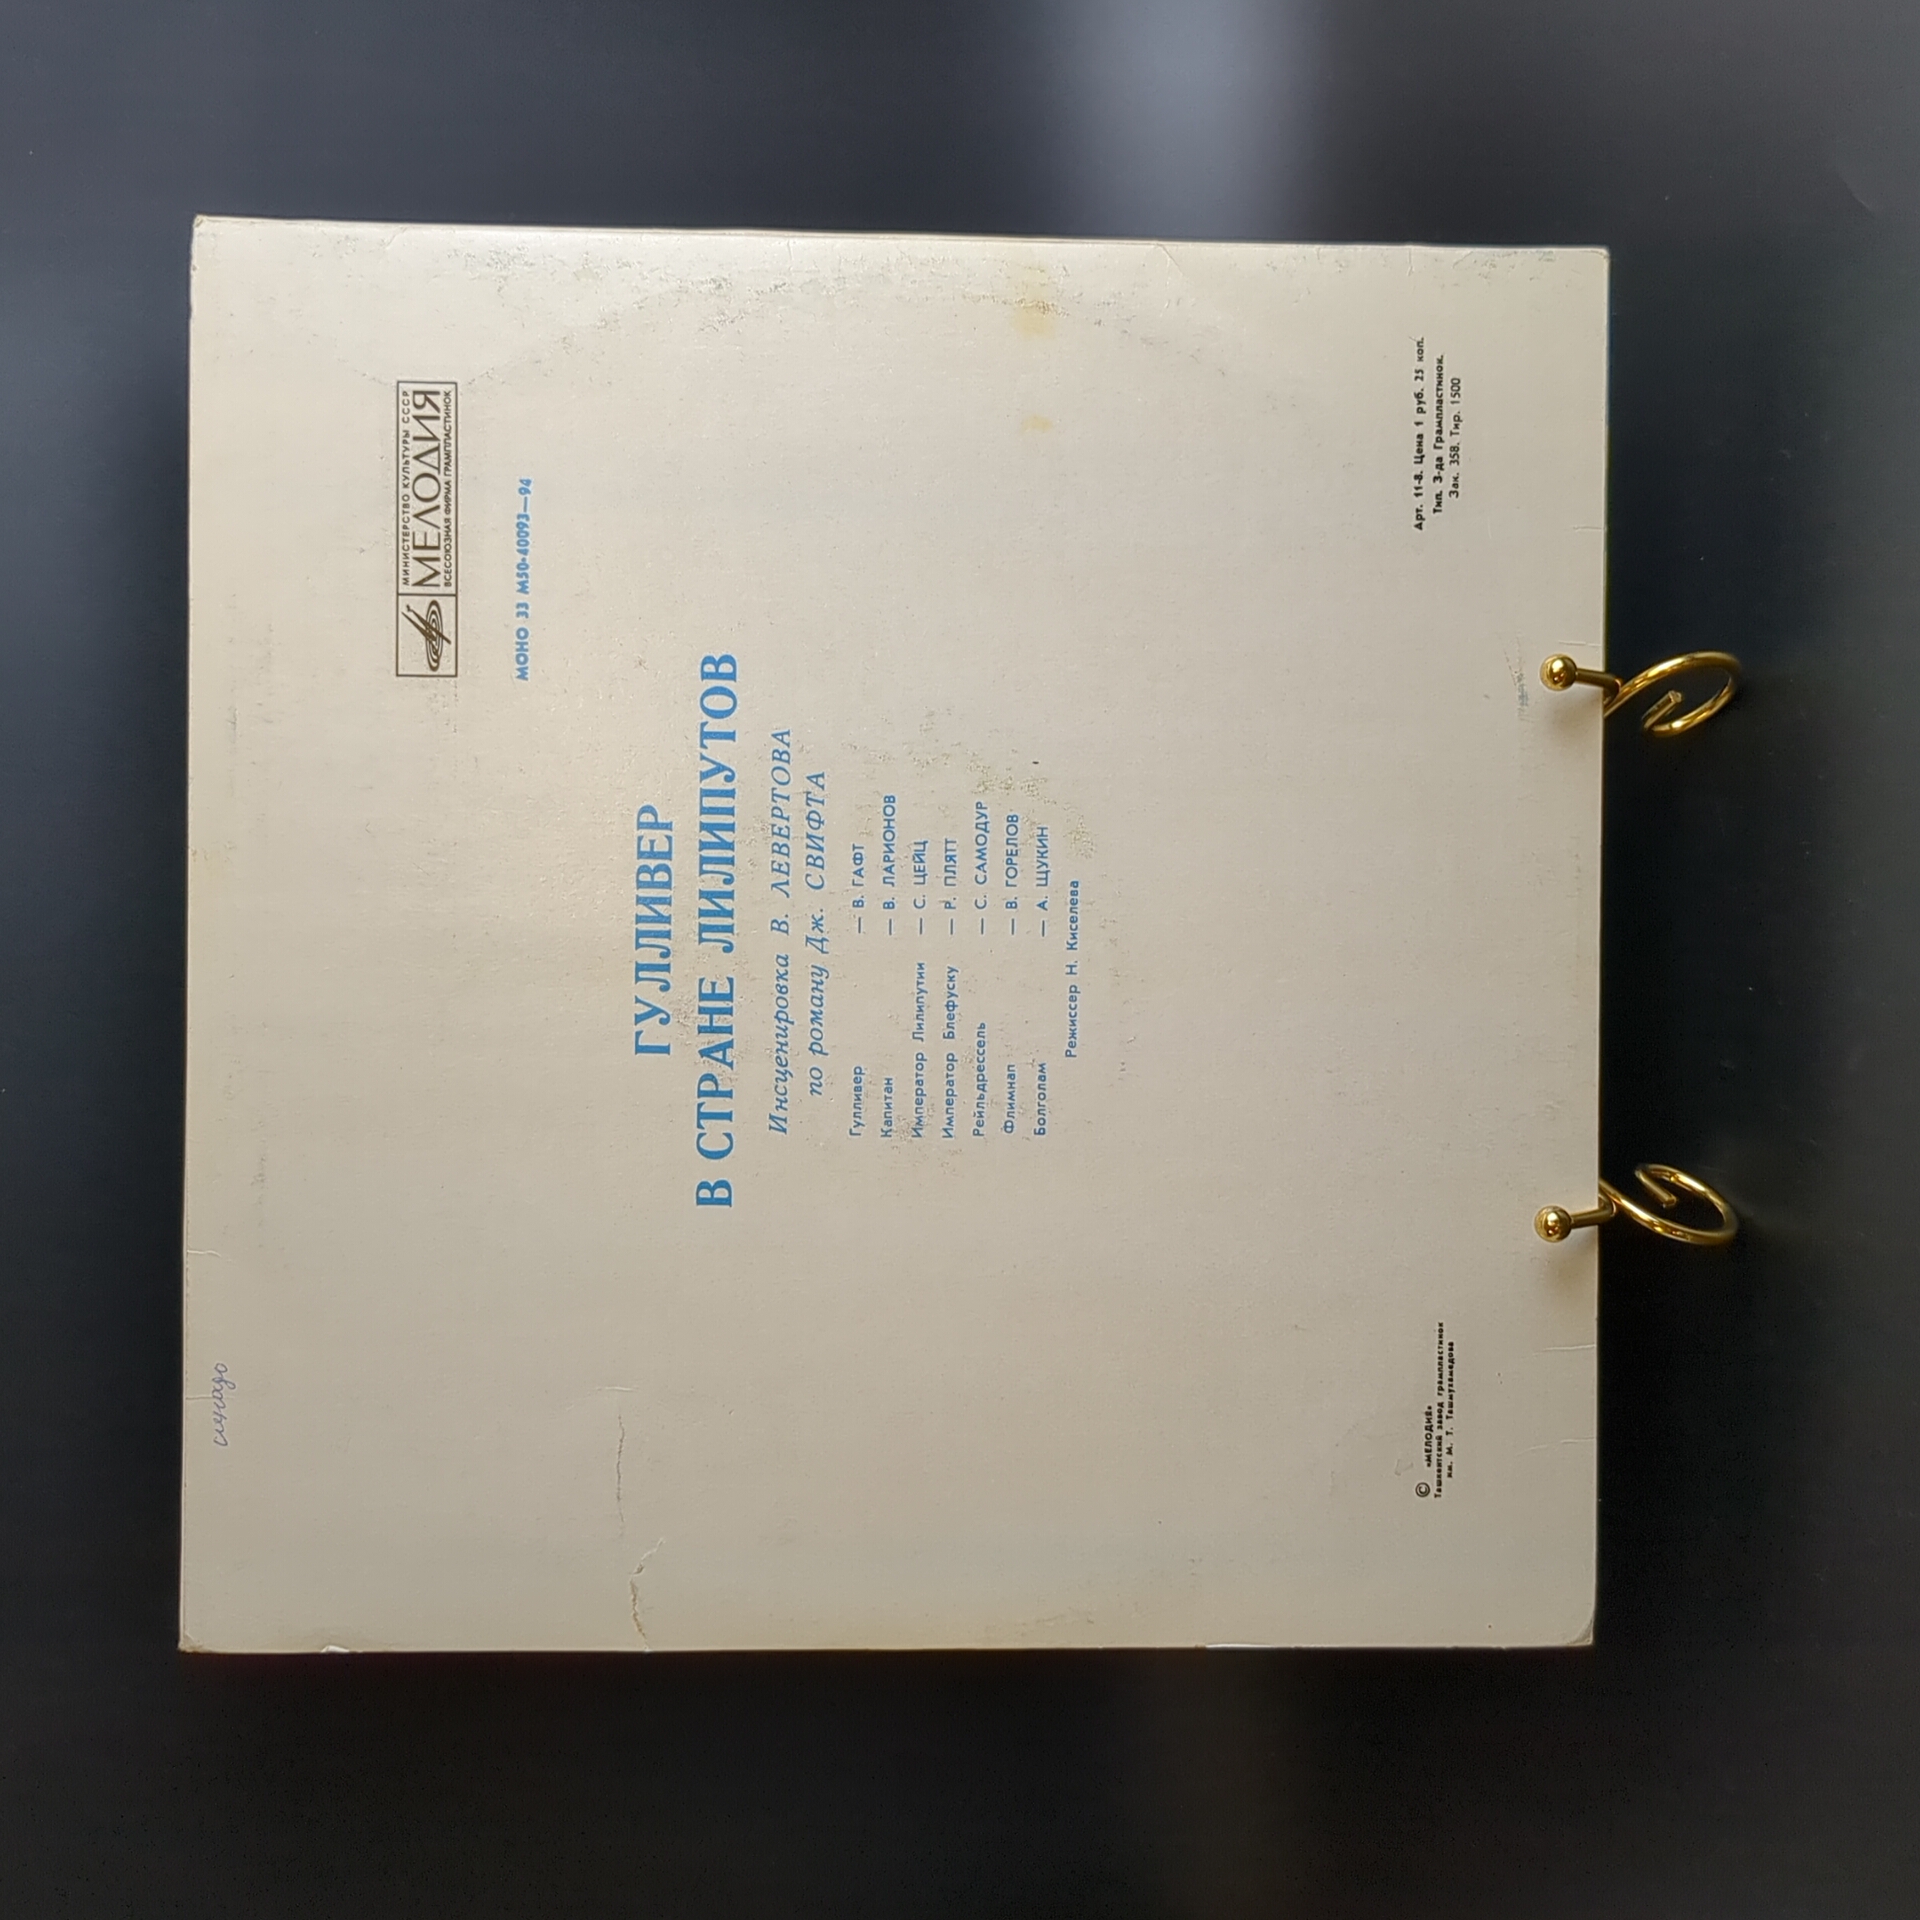 МИНИСТЕРСТВО КУЛЬТУРЫ СССР
МЕЛОДИЯ
ВСЕСОЮЗНАЯ ФИРМА ГРАМПЛАСТИНОК
МОНО 33 М50-40093—94
ГУЛЛИВЕР
В СТРАНЕ ЛИЛИПУТОВ
Инсценировка В. ЛЕВЕРТОВА
по роману Дж. СВИФТА
Гулливер — В. ГАФТ
Капитан — В. ЛАРИОНОВ
Император Лилипутии — С. ЦЕЙЦ
Император Блефуску — Р. ПЛЯТТ
Рейльдрессель — С. САМОДУР
Флимнап — В. ГОРЕЛОВ
Болголам — А. ЩУКИН
Режиссер Н. Киселева
© «МЕЛОДИЯ»
Ташкентский завод грампластинок
им. М. Т. Ташмухамедова
Арт. 11-8. Цена 1 руб. 25 коп.
Тип. З-да Грампластинок.
Зак. 358. Тир. 1500